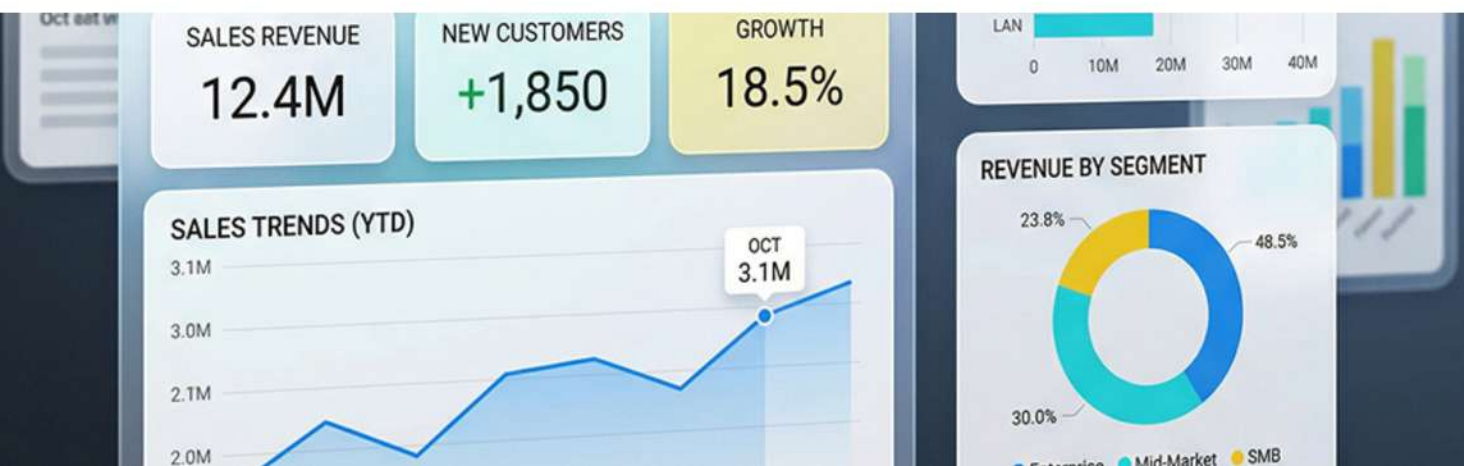 SALES REVENUE
12.4M
NEW CUSTOMERS
+1,850
GROWTH
18.5%
SALES TRENDS (YTD)
3.1M
3.0M
2.1M
2.0M
OCT
3.1M
LAN
0 10M 20M 30M 40M
REVENUE BY SEGMENT
23.8%
48.5%
30.0%
Enterprise Mid-Market SMB